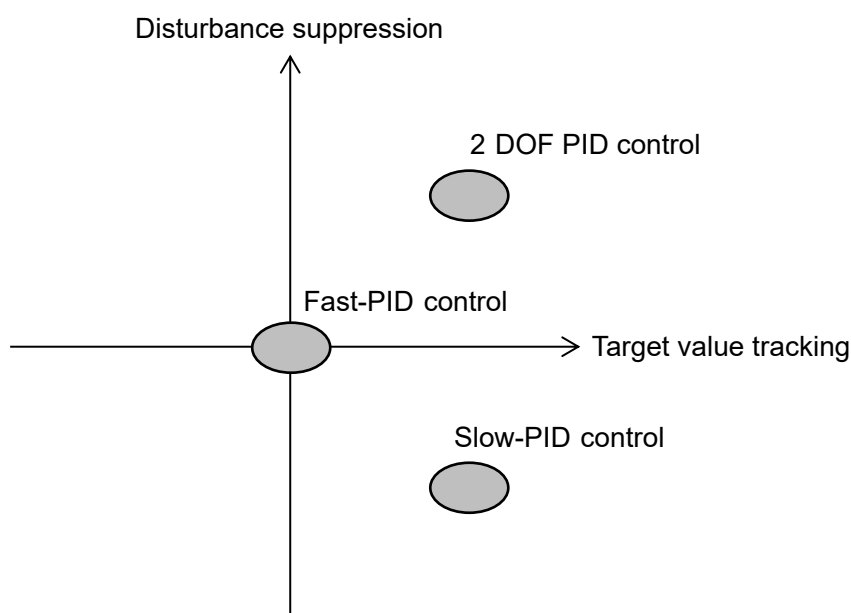 Disturbance suppression
2 DOF PID control
Fast-PID control
Target value tracking
Slow-PID control